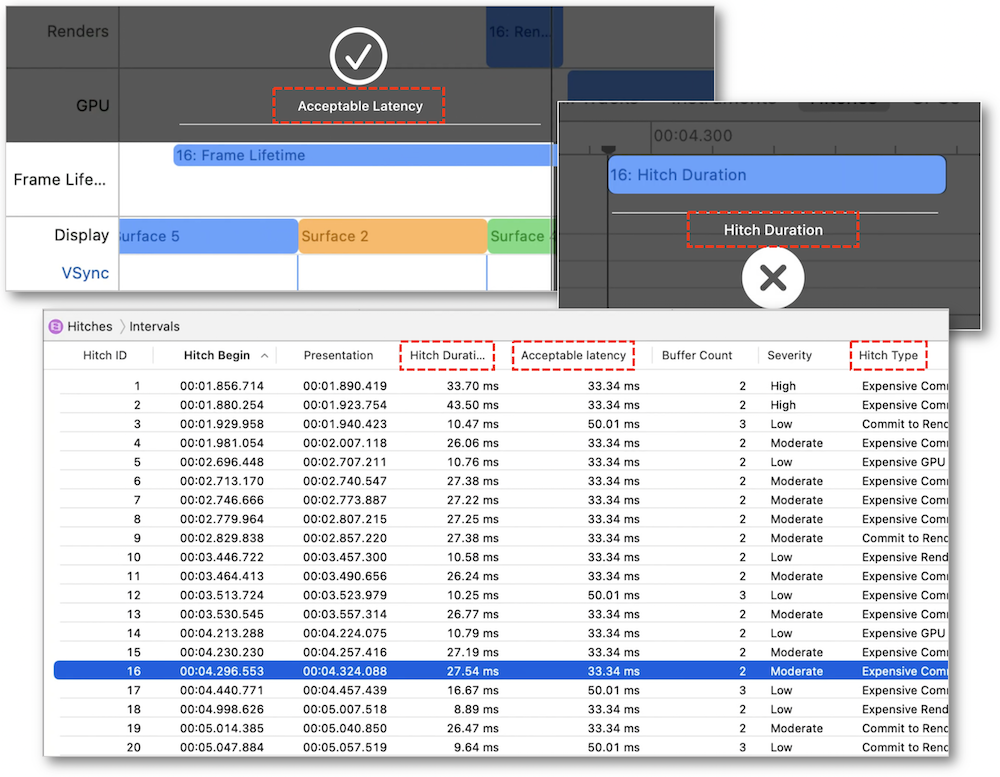 Renders
16: Ren...
GPU
Acceptable Latency
16: Frame Lifetime
Frame Life...
Display
Surface 5
Surface 2
Surface
VSync
00:04.300
16: Hitch Duration
Hitch Duration
Hitches Intervals
Hitch ID Hitch Begin Presentation Hitch Durati... Acceptable latency Buffer Count Severity Hitch Type
1 00:01.856.714 00:01.890.419 33.70 ms 33.34 ms 2 High Expensive Com
2 00:01.880.254 00:01.923.754 43.50 ms 33.34 ms 2 High Expensive Com
3 00:01.929.958 00:01.940.423 10.47 ms 50.01 ms 3 Low Commit to Rend
4 00:01.981.054 00:02.007.118 26.06 ms 33.34 ms 2 Moderate Expensive Com
5 00:02.696.448 00:02.707.211 10.76 ms 33.34 ms 2 Low Expensive GPU
6 00:02.713.170 00:02.740.547 27.38 ms 33.34 ms 2 Moderate Expensive Com
7 00:02.746.666 00:02.773.887 27.22 ms 33.34 ms 2 Moderate Expensive Com
8 00:02.779.964 00:02.807.215 27.25 ms 33.34 ms 2 Moderate Expensive Com
9 00:02.829.838 00:02.857.220 27.38 ms 33.34 ms 2 Moderate Commit to Rend
10 00:03.446.722 00:03.457.300 10.58 ms 33.34 ms 2 Low Expensive Rend
11 00:03.464.413 00:03.490.656 26.24 ms 33.34 ms 2 Moderate Expensive Com
12 00:03.513.724 00:03.523.979 10.25 ms 50.01 ms 3 Low Expensive Com
13 00:03.530.545 00:03.557.314 26.77 ms 33.34 ms 2 Moderate Expensive Com
14 00:04.213.288 00:04.224.075 10.79 ms 33.34 ms 2 Low Expensive GPU
15 00:04.230.230 00:04.257.416 27.19 ms 33.34 ms 2 Moderate Expensive Com
16 00:04.296.553 00:04.324.088 27.54 ms 33.34 ms 2 Moderate Expensive Com
17 00:04.440.771 00:04.457.439 16.67 ms 50.01 ms 3 Low Expensive Com
18 00:04.998.626 00:05.007.518 8.89 ms 33.34 ms 2 Low Expensive Rend
19 00:05.014.385 00:05.040.850 26.47 ms 33.34 ms 2 Moderate Commit to Rend
20 00:05.047.884 00:05.057.519 9.64 ms 50.01 ms 3 Low Commit to Rend